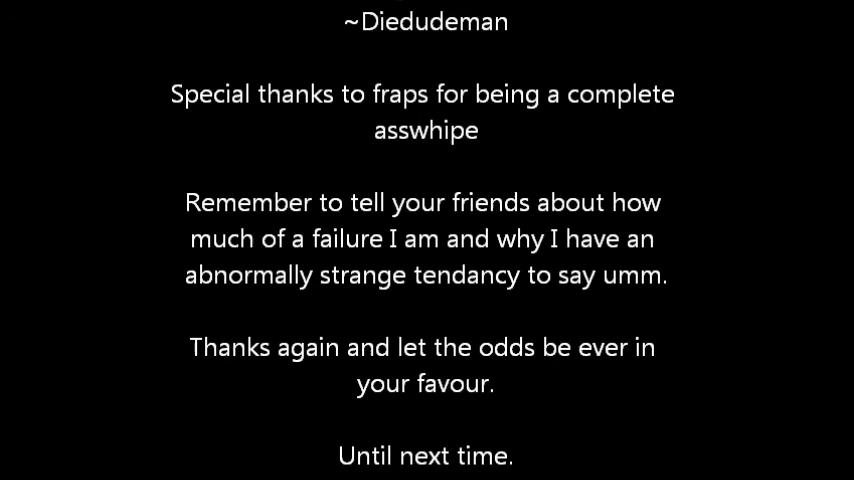 ~Diedudeman
Special thanks to fraps for being a complete
asswhipe
Remember to tell your friends about how
much of a failure I am and why I have an
abnormally strange tendancy to say umm.
Thanks again and let the odds be ever in
your favour.
Until next time.